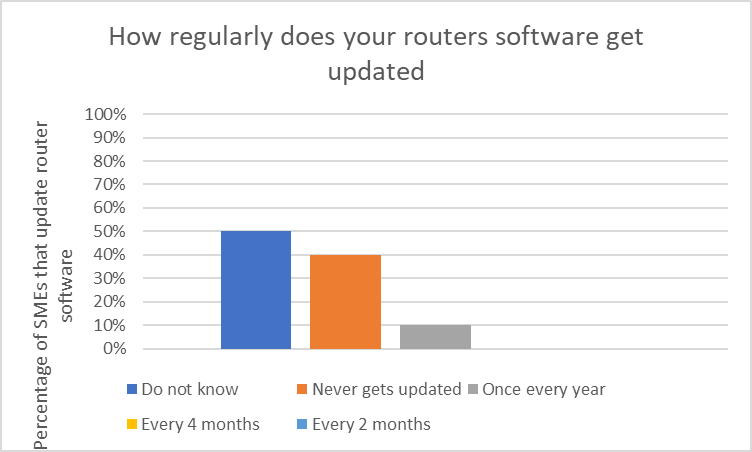 How regularly does your routers software get
updated
Percentage of SMEs that update router
software
100%
90%
80%
70%
60%
50%
40%
30%
20%
10%
0%
Do not know
Never gets updated
Once every year
Every 4 months
Every 2 months